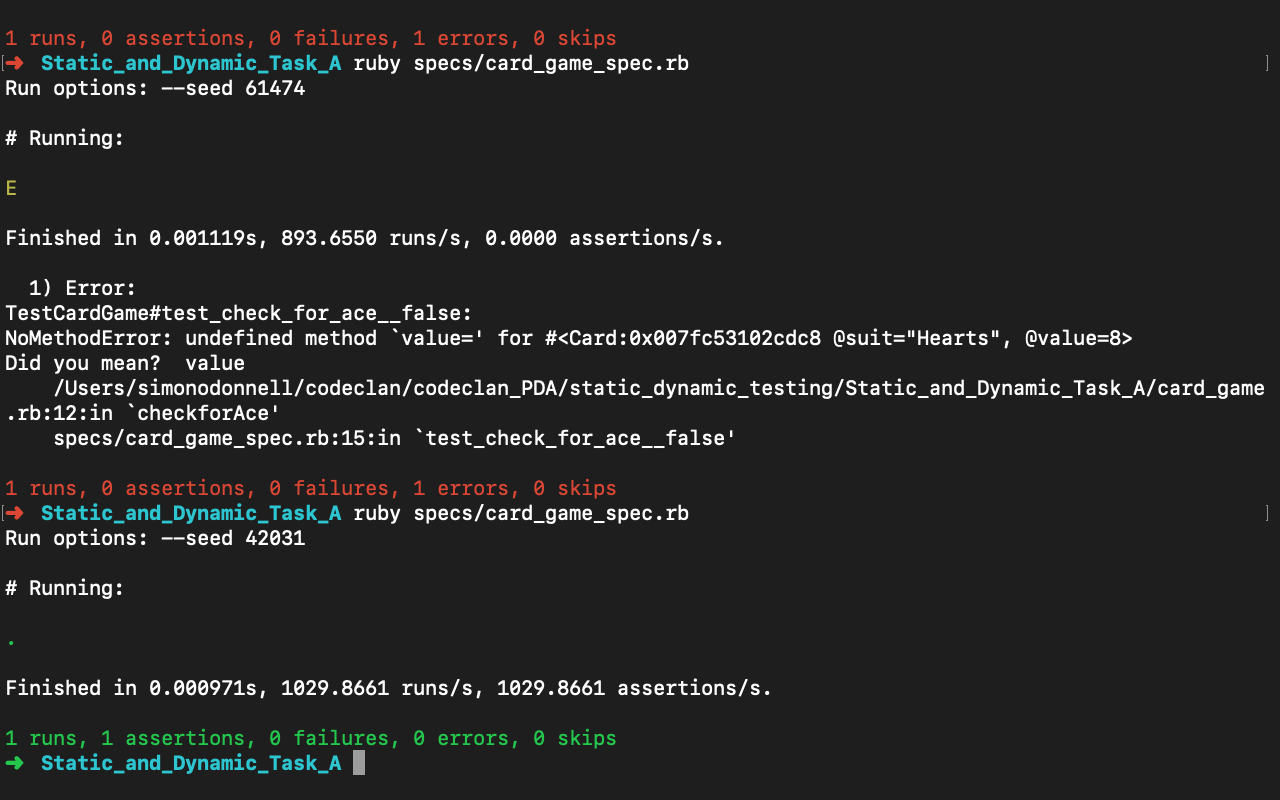 1 runs, 0 assertions, 0 failures, 1 errors, 0 skips
[➜  Static_and_Dynamic_Task_A ruby specs/card_game_spec.rb ]
Run options: --seed 61474
# Running:
E
Finished in 0.001119s, 893.6550 runs/s, 0.0000 assertions/s.
  1) Error:
TestCardGame#test_check_for_ace__false:
NoMethodError: undefined method `value=' for #<Card:0x007fc53102cdc8 @suit="Hearts", @value=8>
Did you mean?  value
    /Users/simonodonnell/codeclan/codeclan_PDA/static_dynamic_testing/Static_and_Dynamic_Task_A/card_game
.rb:12:in `checkforAce'
    specs/card_game_spec.rb:15:in `test_check_for_ace__false'
1 runs, 0 assertions, 0 failures, 1 errors, 0 skips
[➜  Static_and_Dynamic_Task_A ruby specs/card_game_spec.rb ]
Run options: --seed 42031
# Running:
.
Finished in 0.000971s, 1029.8661 runs/s, 1029.8661 assertions/s.
1 runs, 1 assertions, 0 failures, 0 errors, 0 skips
➜  Static_and_Dynamic_Task_A